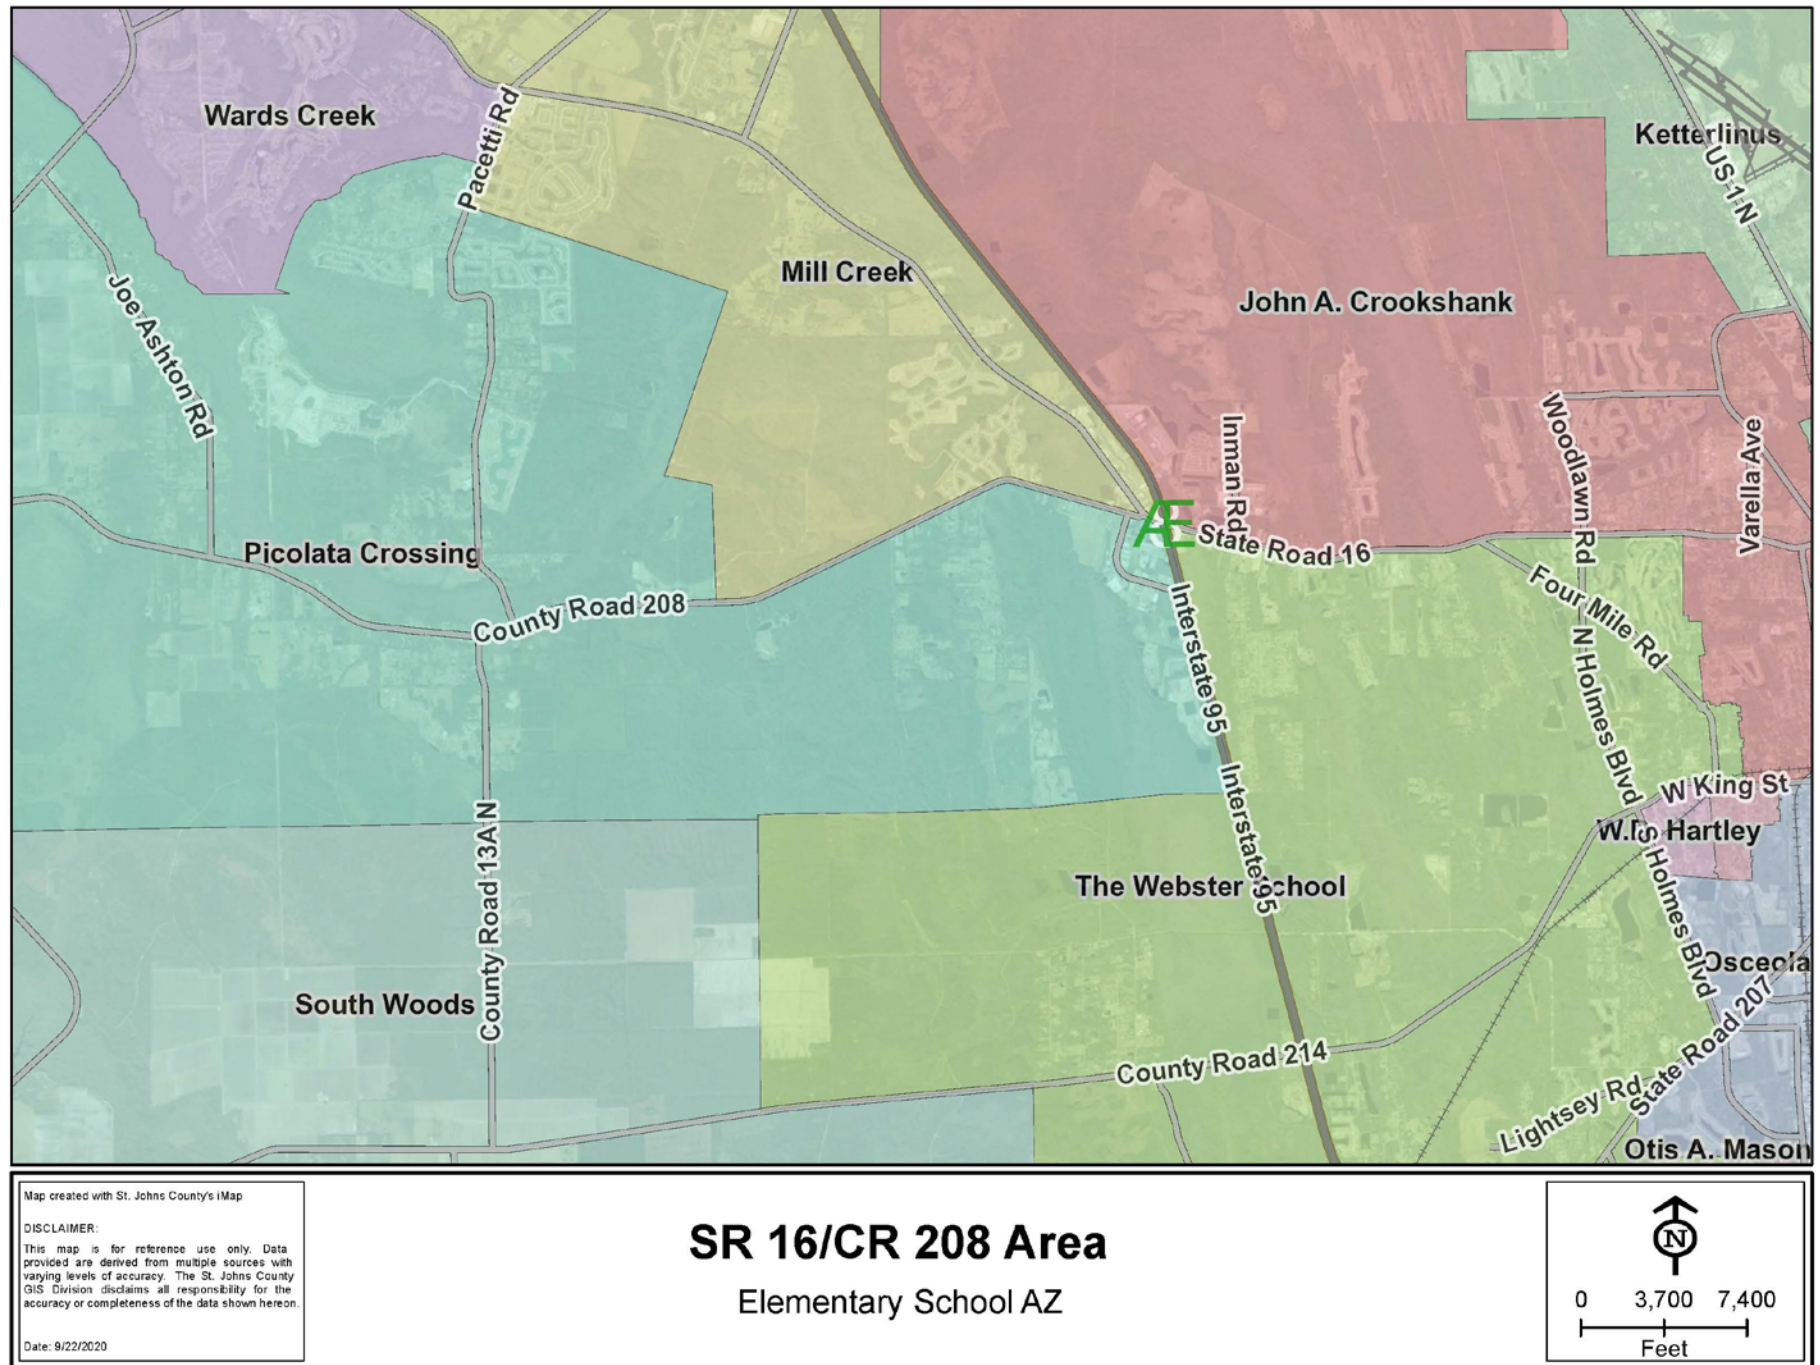 Wards Creek
Pacetti Rd
Ketterlinus
US 1 N
Mill Creek
John A. Crookshank
Joe Ashton Rd
Inman Rd
Woodlawn Rd
Varella Ave
ÆE
State Road 16
Picolata Crossing
County Road 208
Four Mile Rd
Interstate 95
N Holmes Blvd
Interstate 95
W King St
Hartley
County Road 13A N
The Webster School
S Holmes Blvd
Osceola
South Woods
State Road 207
County Road 214
Lightsey Rd
Otis A. Mason
Map created with St. Johns County's iMap
DISCLAIMER:
This map is for reference use only. Data
provided are derived from multiple sources with
varying levels of accuracy. The St. Johns County
GIS Division disclaims all responsibility for the
accuracy or completeness of the data shown hereon.
Date: 9/22/2020
SR 16/CR 208 Area
Elementary School AZ
N
0 3,700 7,400
Feet